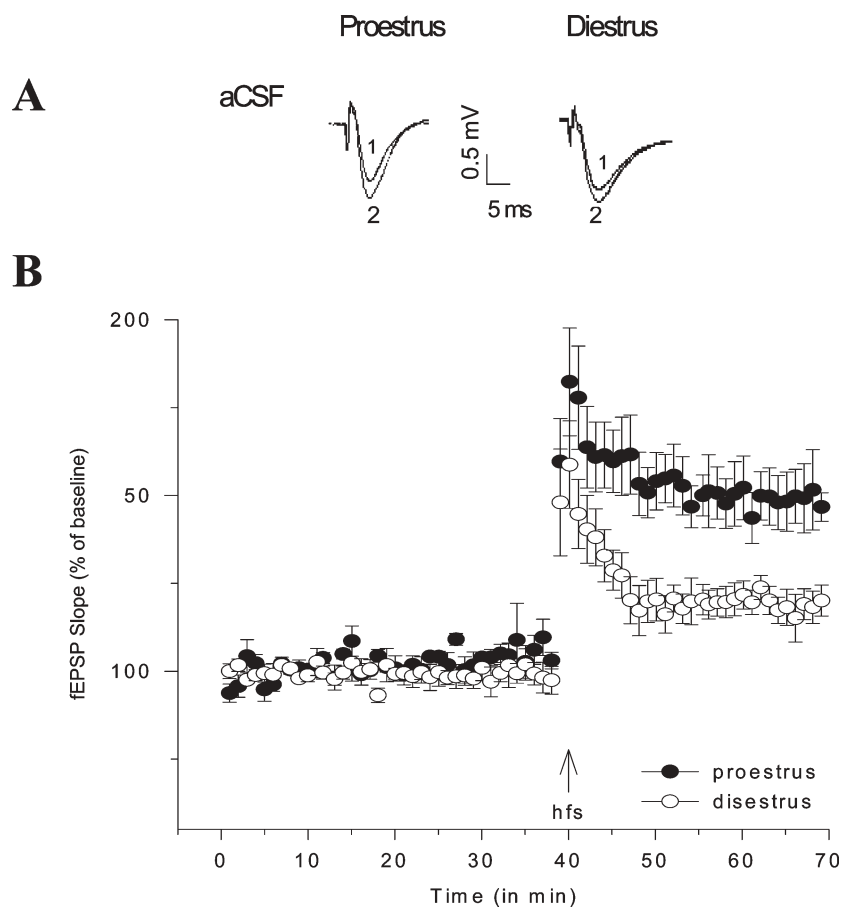 Proestrus Diestrus
A
aCSF
1
2
0.5 mV
5 ms
1
2
B
200
50
100
fEPSP Slope (% of baseline)
hfs
proestrus
disestrus
0 10 20 30 40 50 60 70
Time (in min)